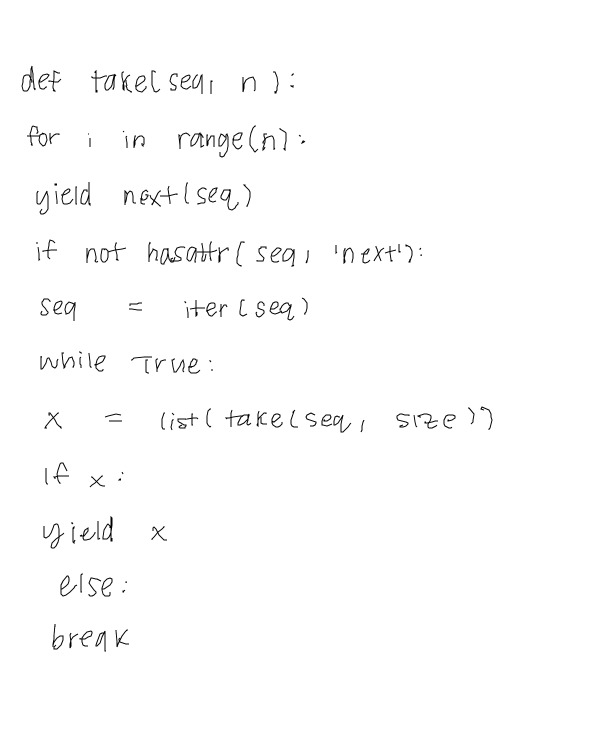 def take(seq, n):
for i in range(n):
yield next(seq)
if not hasattr(seq, 'next'):
seq = iter(seq)
while True:
x = list(take(seq, size))
if x:
yield x
else:
break